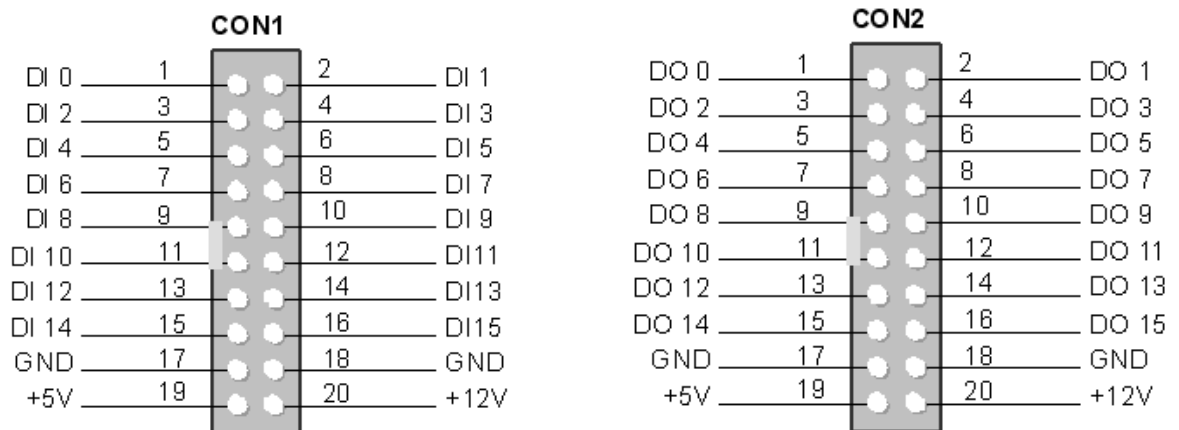 CON1
DI 0 1 2 DI 1
DI 2 3 4 DI 3
DI 4 5 6 DI 5
DI 6 7 8 DI 7
DI 8 9 10 DI 9
DI 10 11 12 DI11
DI 12 13 14 DI13
DI 14 15 16 DI15
GND 17 18 GND
+5V 19 20 +12V
CON2
DO 0 1 2 DO 1
DO 2 3 4 DO 3
DO 4 5 6 DO 5
DO 6 7 8 DO 7
DO 8 9 10 DO 9
DO 10 11 12 DO 11
DO 12 13 14 DO 13
DO 14 15 16 DO 15
GND 17 18 GND
+5V 19 20 +12V